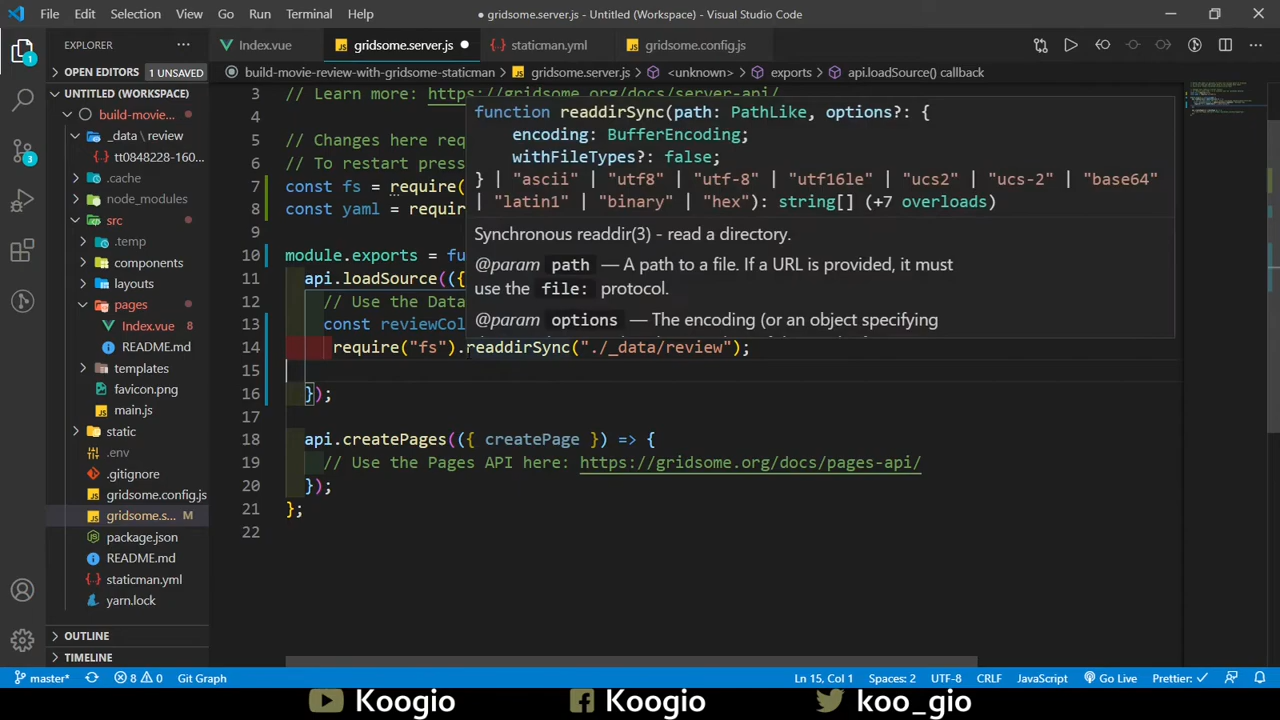 File Edit Selection View Go Run Terminal Help
● gridsome.server.js - Untitled (Workspace) - Visual Studio Code
EXPLORER
Index.vue
gridsome.server.js
staticman.yml
gridsome.config.js
OPEN EDITORS 1 UNSAVED
build-movie-review-with-gridsome-staticman > gridsome.server.js > <unknown> > exports > api.loadSource() callback
UNTITLED (WORKSPACE)
build-movie...
_data \ review
tt0848228-160...
.cache
node_modules
src
.temp
components
layouts
pages
Index.vue 8
README.md
templates
favicon.png
main.js
static
.env
.gitignore
gridsome.config.js
gridsome.s... M
package.json
README.md
staticman.yml
yarn.lock
OUTLINE
TIMELINE
3 // Learn more: https://gridsome.org/docs/server-api/
4
5 // Changes here req
6 // To restart press
7 const fs = require(
8 const yaml = requir
9
10 module.exports = fu
11 api.loadSource(({
12 // Use the Data
13 const reviewCol
14 require("fs").readdirSync("./_data/review");
15
16 });
17
18 api.createPages(({ createPage }) => {
19 // Use the Pages API here: https://gridsome.org/docs/pages-api/
20 });
21 };
22
function readdirSync(path: PathLike, options?: {
encoding: BufferEncoding;
withFileTypes?: false;
} | "ascii" | "utf8" | "utf-8" | "utf16le" | "ucs2" | "ucs-2" | "base64"
| "latin1" | "binary" | "hex"): string[] (+7 overloads)
Synchronous readdir(3) - read a directory.
@param path — A path to a file. If a URL is provided, it must
use the file: protocol.
@param options — The encoding (or an object specifying
master* 8 0 Git Graph
Ln 15, Col 1 Spaces: 2 UTF-8 CRLF JavaScript Go Live Prettier: ✓
1
3
Koogio
Koogio
koo_gio